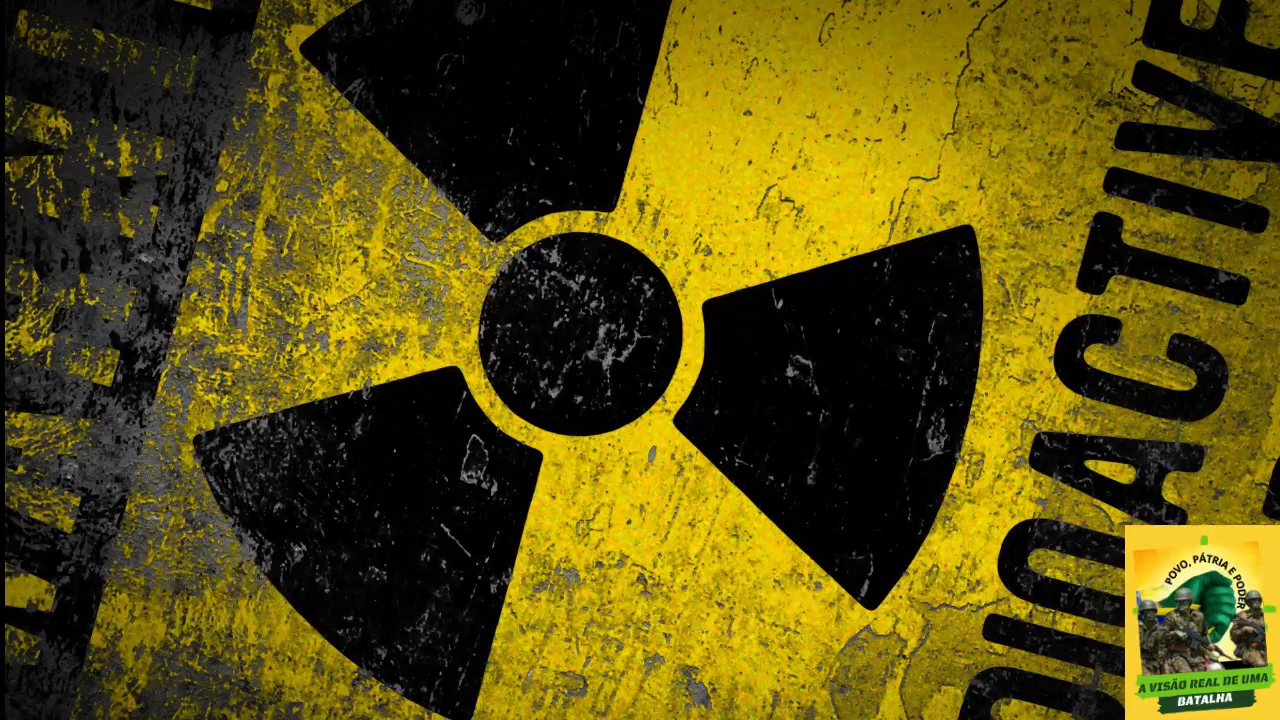 DIOACTIVE
POVO, PÁTRIA E PODER
A VISÃO REAL DE UMA
BATALHA